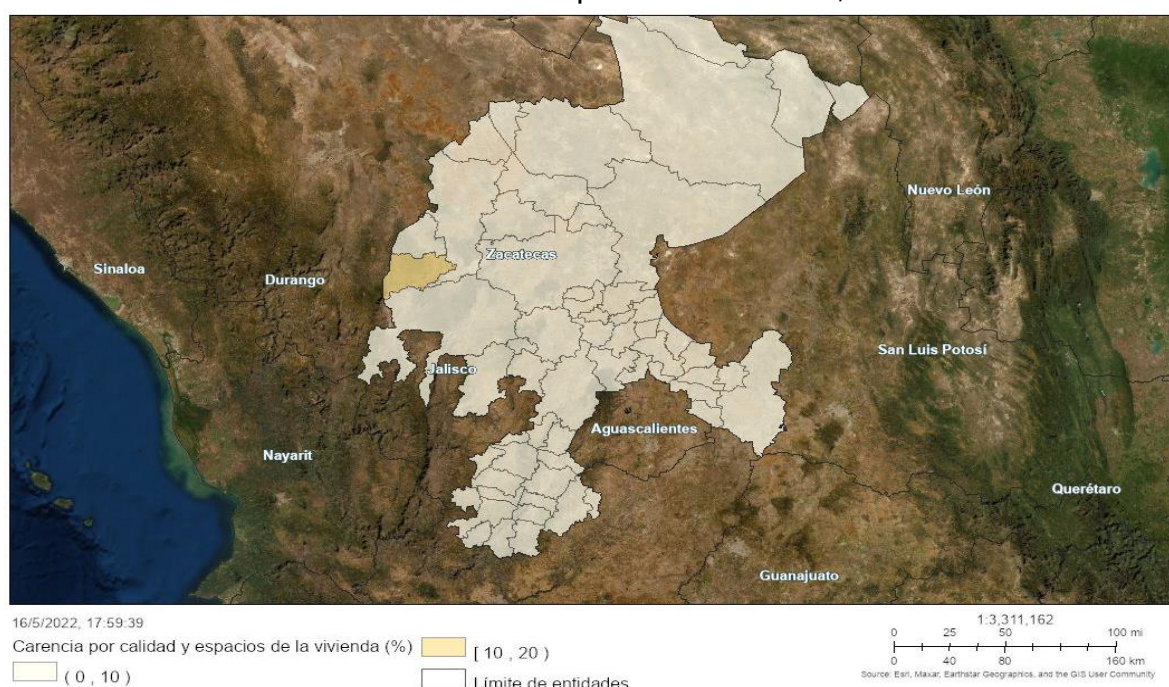 Nuevo León
Zacatecas
Sinaloa
Durango
San Luis Potosí
Jalisco
Aguascalientes
Nayarit
Querétaro
Guanajuato
16/5/2022, 17:59:39
Carencia por calidad y espacios de la vivienda (%)
( 0 , 10 )
[ 10 , 20 )
Límite de entidades
1:3,311,162
0 25 50 100 mi
0 40 80 160 km
Source: Esri, Maxar, Earthstar Geographics, and the GIS User Community